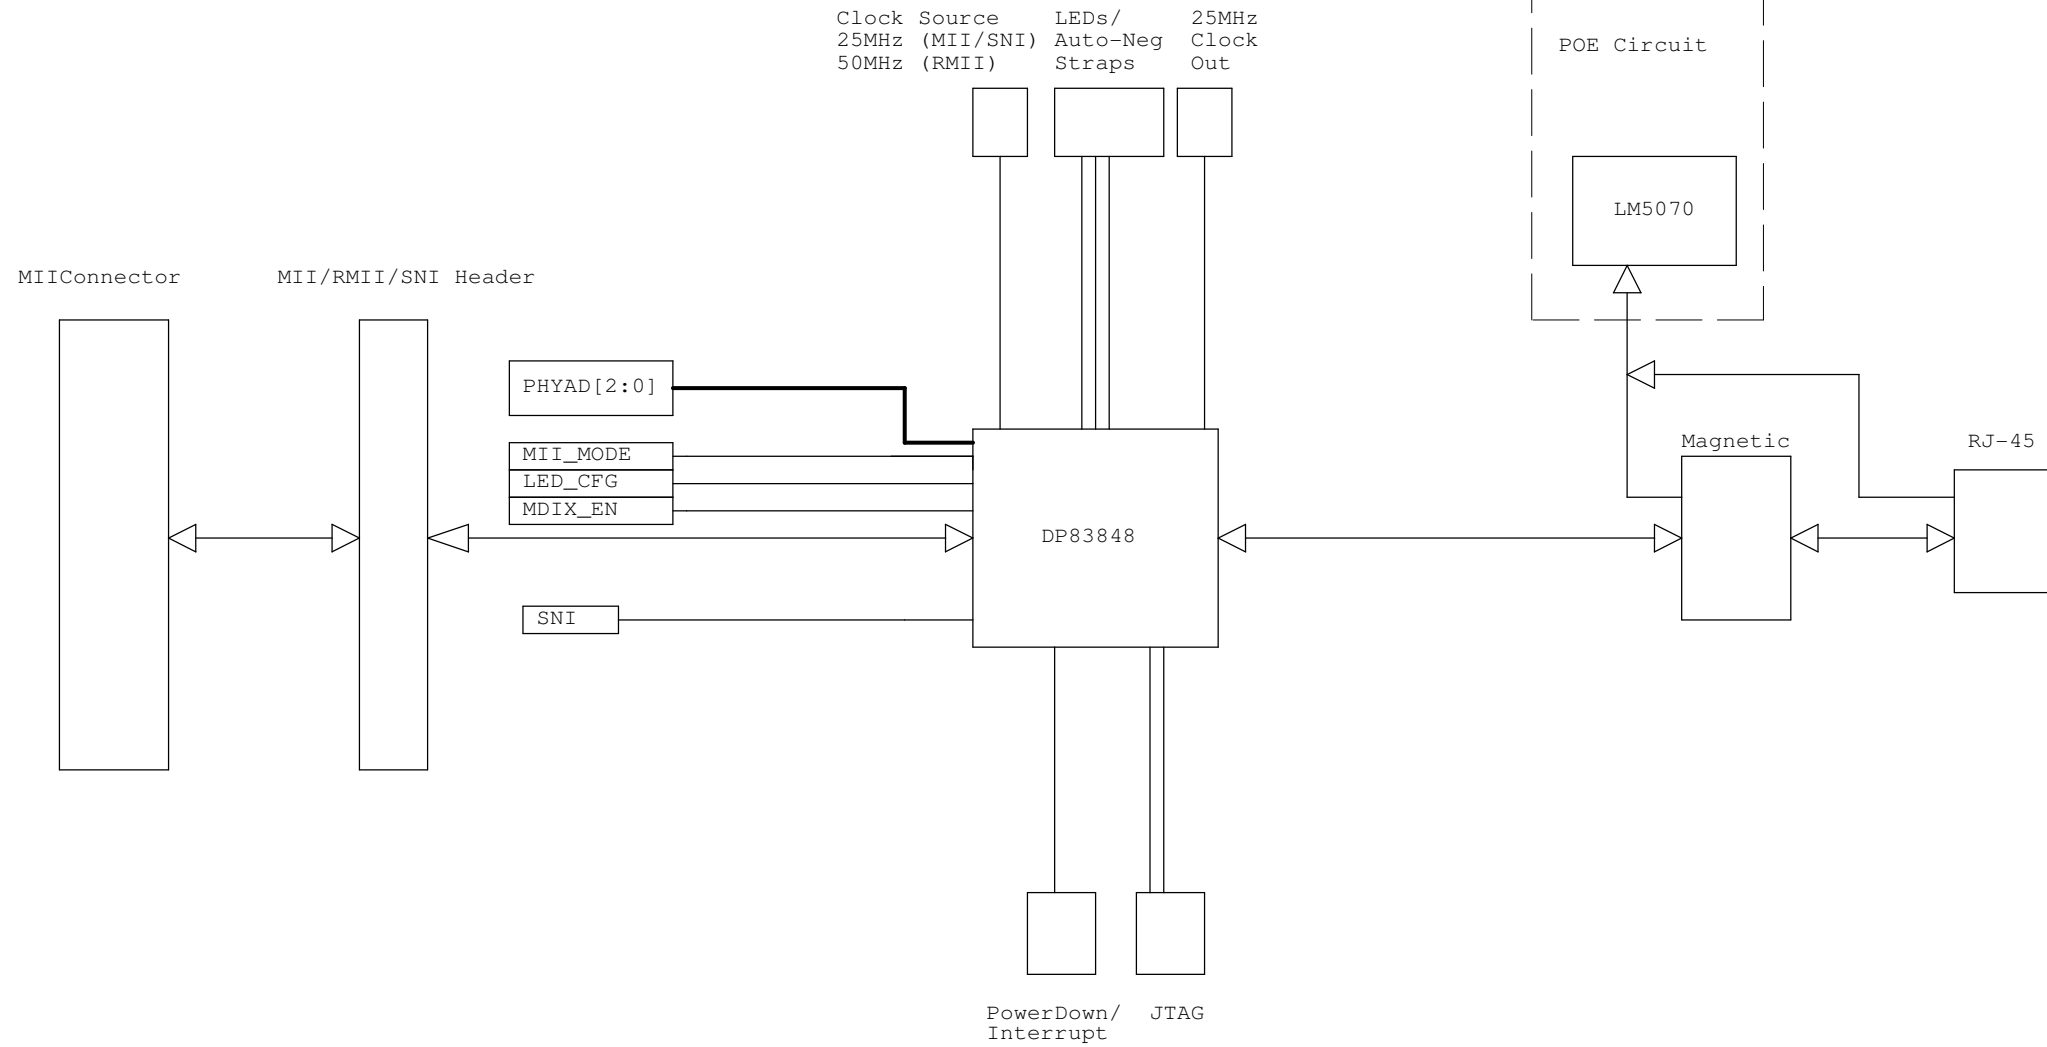 Clock Source
25MHz (MII/SNI)
50MHz (RMII)
LEDs/
Auto-Neg
Straps
25MHz
Clock
Out
POE Circuit
LM5070
MIIConnector
MII/RMII/SNI Header
PHYAD[2:0]
MII_MODE
LED_CFG
MDIX_EN
DP83848
Magnetic
RJ-45
SNI
PowerDown/
Interrupt
JTAG